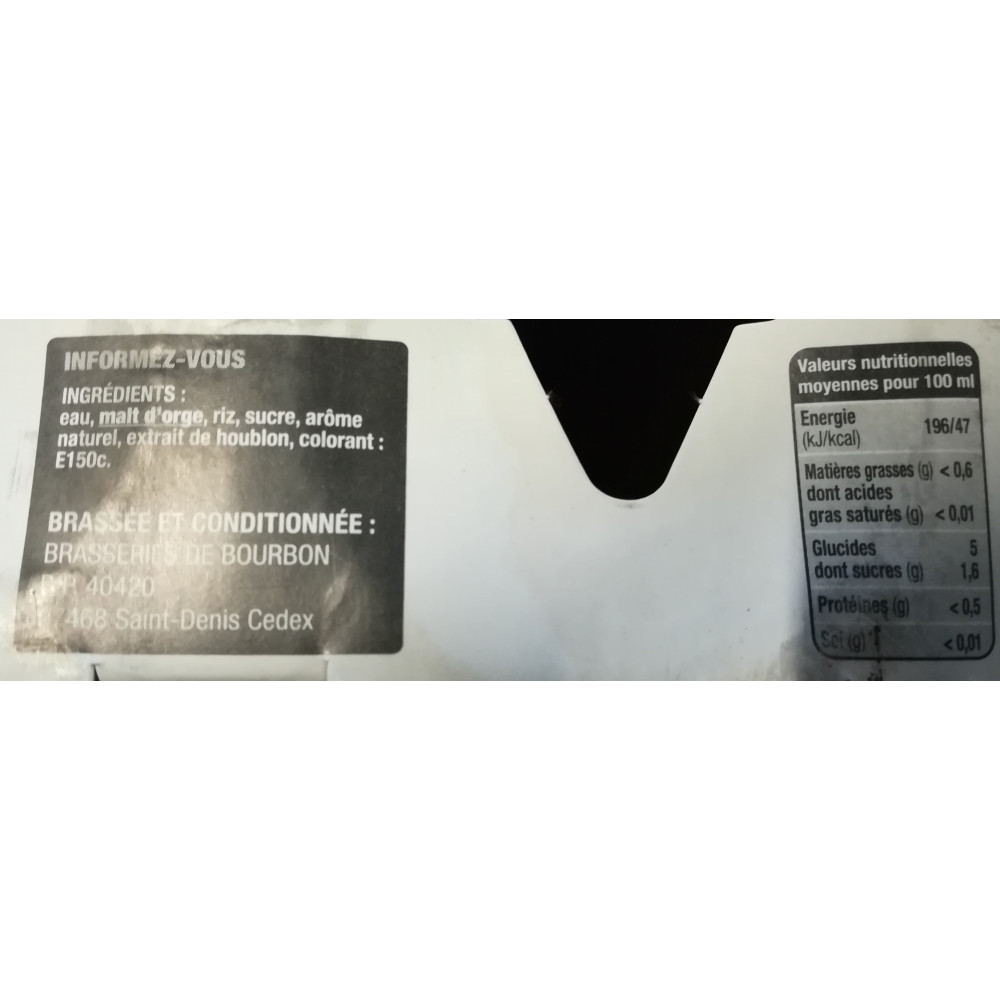 INFORMEZ-VOUS
INGRÉDIENTS :
eau, malt d'orge, riz, sucre, arôme
naturel, extrait de houblon, colorant :
E150c.
BRASSÉE ET CONDITIONNÉE :
BRASSERIES DE BOURBON
40420
468 Saint-Denis Cedex
Valeurs nutritionnelles
moyennes pour 100 ml
Energie
(kJ/kcal) 196/47
Matières grasses (g) < 0,6
dont acides
gras saturés (g) < 0,01
Glucides 5
dont sucres (g) 1,6
Protéines (g) < 0,5
Sel (g) < 0,01